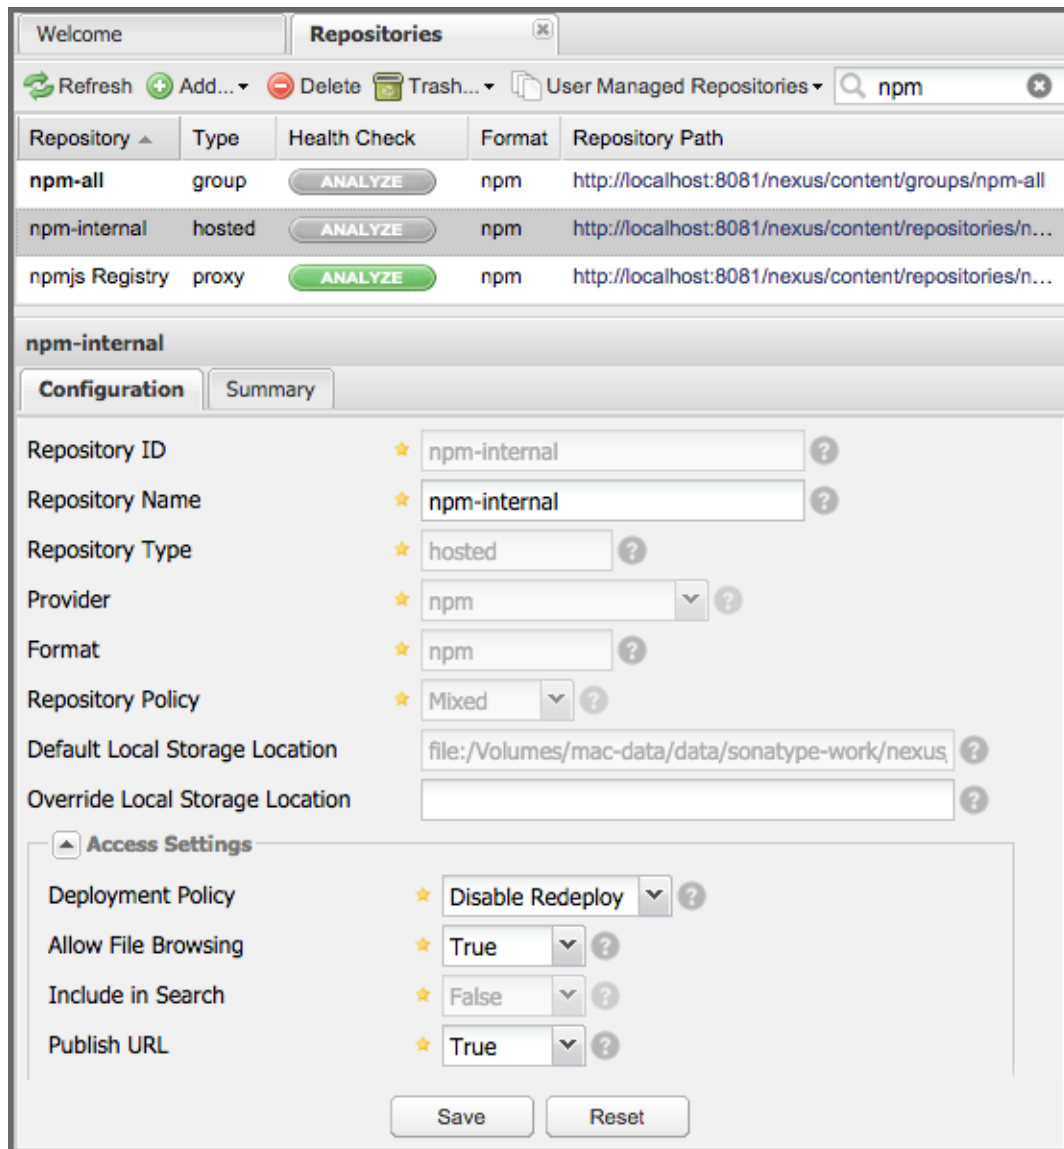 Welcome Repositories
Refresh Add... Delete Trash... User Managed Repositories npm
Repository Type Health Check Format Repository Path
npm-all group ANALYZE npm http://localhost:8081/nexus/content/groups/npm-all
npm-internal hosted ANALYZE npm http://localhost:8081/nexus/content/repositories/n...
npmjs Registry proxy ANALYZE npm http://localhost:8081/nexus/content/repositories/n...
npm-internal
Configuration Summary
Repository ID npm-internal ?
Repository Name npm-internal ?
Repository Type hosted ?
Provider npm ?
Format npm ?
Repository Policy Mixed ?
Default Local Storage Location file:/Volumes/mac-data/data/sonatype-work/nexus ?
Override Local Storage Location ?
Access Settings
Deployment Policy Disable Redeploy ?
Allow File Browsing True ?
Include in Search False ?
Publish URL True ?
Save Reset